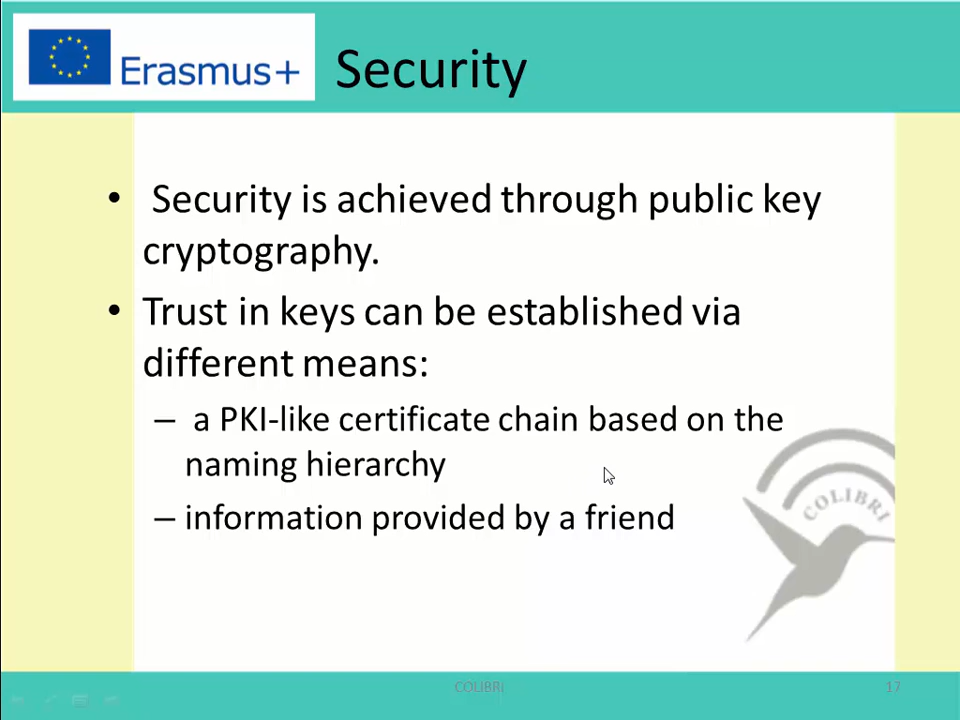 Erasmus+
Security
• Security is achieved through public key
cryptography.
• Trust in keys can be established via
different means:
– a PKI-like certificate chain based on the
naming hierarchy
– information provided by a friend
COLIBRI
COLIBRI
17